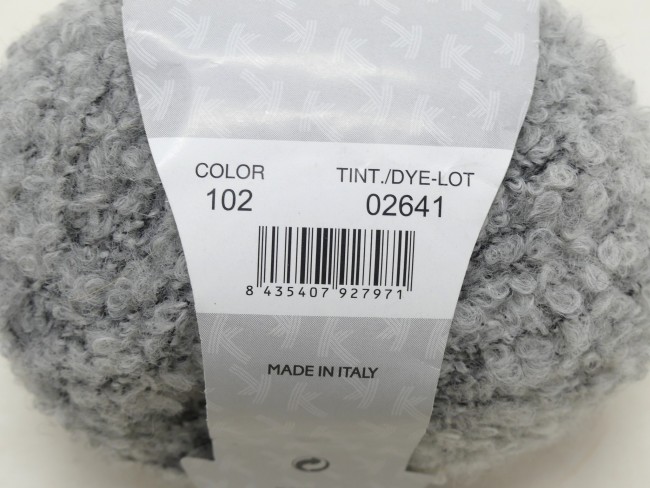 COLOR TINT./DYE-LOT
102 02641
8 435407 927971
MADE IN ITALY